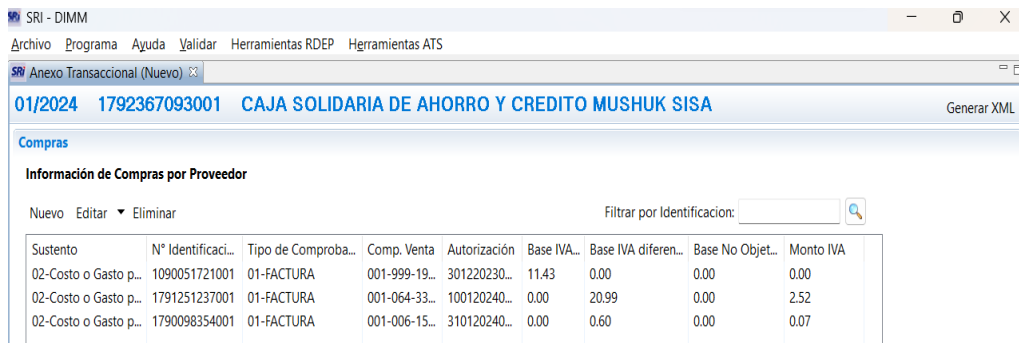 SRi SRI - DIMM
Archivo Programa Ayuda Validar Herramientas RDEP Herramientas ATS
SRi Anexo Transaccional (Nuevo)
01/2024 1792367093001 CAJA SOLIDARIA DE AHORRO Y CREDITO MUSHUK SISA Generar XML
Compras
Información de Compras por Proveedor
Nuevo Editar Eliminar Filtrar por Identificacion:
Sustento N° Identificaci... Tipo de Comproba... Comp. Venta Autorización Base IVA... Base IVA diferen... Base No Objet... Monto IVA
02-Costo o Gasto p... 1090051721001 01-FACTURA 001-999-19... 301220230... 11.43 0.00 0.00 0.00
02-Costo o Gasto p... 1791251237001 01-FACTURA 001-064-33... 100120240... 0.00 20.99 0.00 2.52
02-Costo o Gasto p... 1790098354001 01-FACTURA 001-006-15... 310120240... 0.00 0.60 0.00 0.07